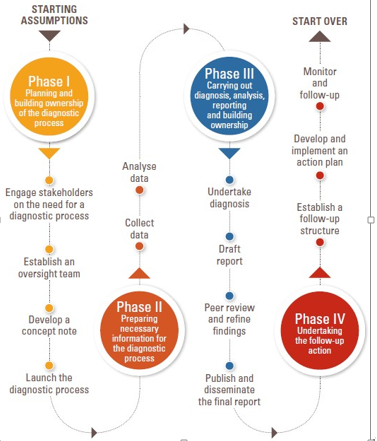 STARTING
ASSUMPTIONS
Phase I
Planning and
building ownership
of the diagnostic
process
Engage stakeholders
on the need for a
diagnostic process
Establish an
oversight team
Develop a
concept note
Launch the
diagnostic process
Phase II
Preparing
necessary
information for
the diagnostic
process
Collect
data
Analyse
data
Phase III
Carrying out
diagnosis, analysis,
reporting
and building
ownership
Undertake
diagnosis
Draft
report
Peer review
and refine
findings
Publish and
disseminate
the final report
Phase IV
Undertaking
the follow-up
action
Establish a
follow-up
structure
Develop and
implement an
action plan
Monitor
and
follow-up
START OVER